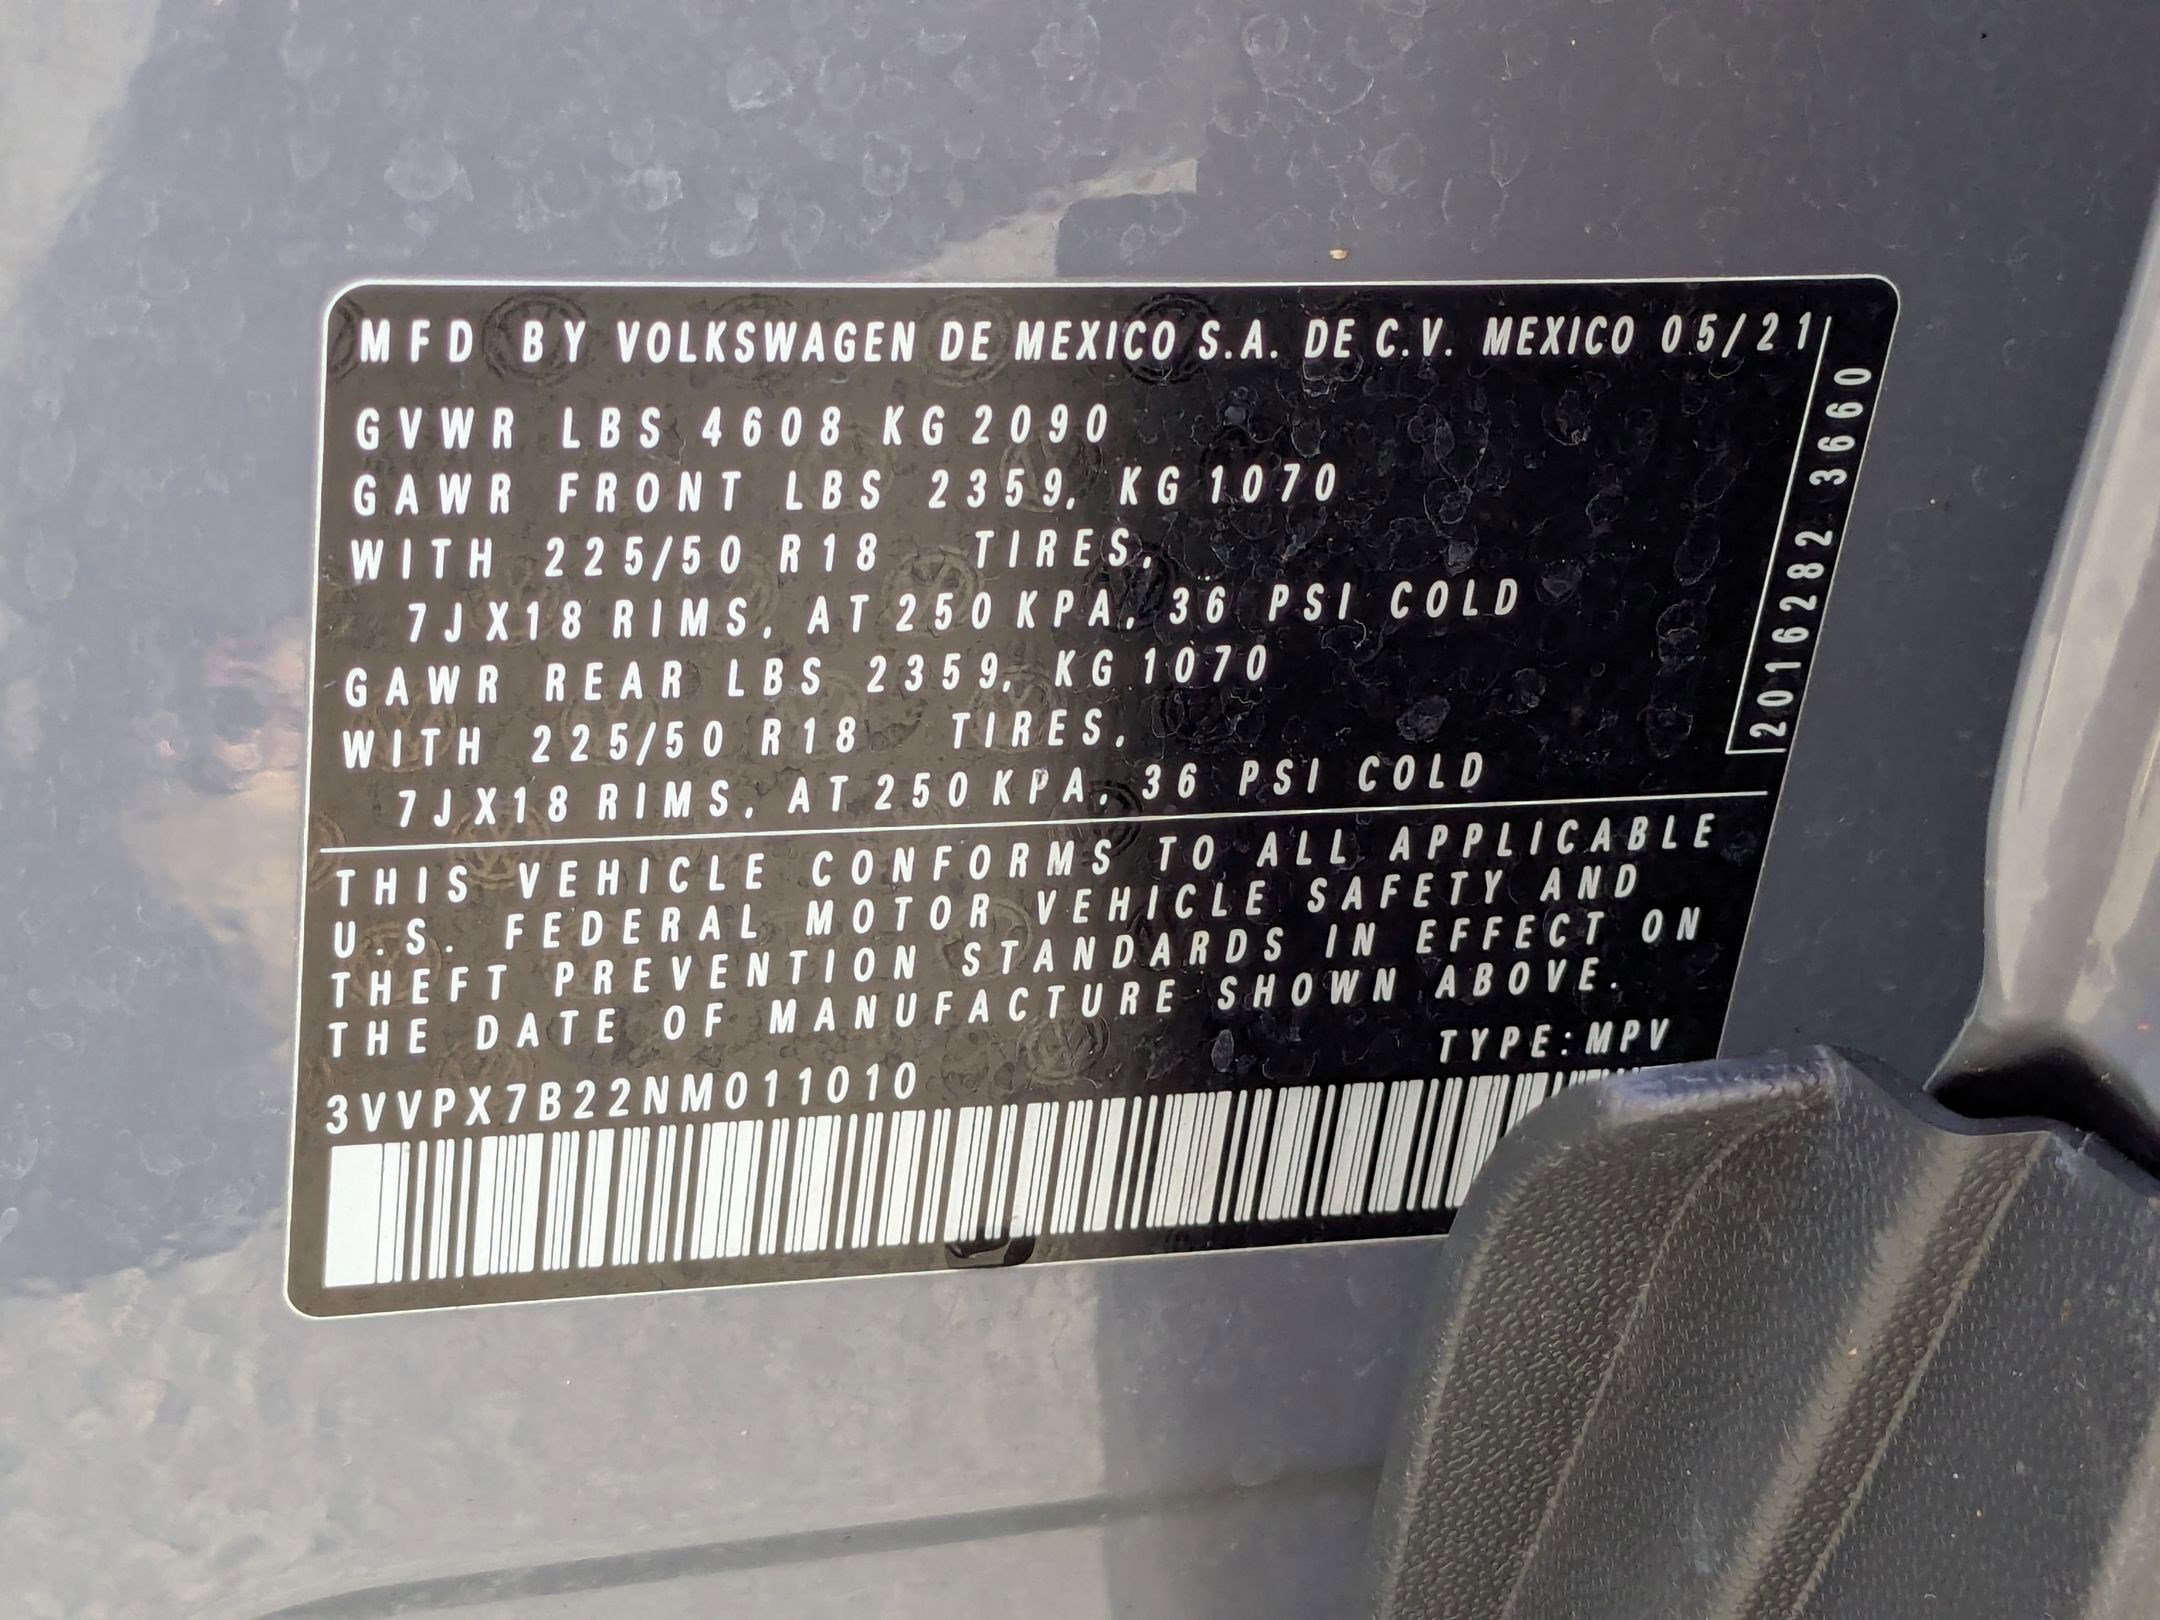 MFD BY VOLKSWAGEN DE MEXICO S.A. DE C.V. MEXICO 05/21
GVWR LBS 4608 KG 2090
GAWR FRONT LBS 2359, KG 1070
WITH 225/50 R18 TIRES,
7JX18 RIMS, AT 250 KPA, 36 PSI COLD
GAWR REAR LBS 2359, KG 1070
WITH 225/50 R18 TIRES,
7JX18 RIMS, AT 250 KPA, 36 PSI COLD
2016282 3660
THIS VEHICLE CONFORMS TO ALL APPLICABLE
U.S. FEDERAL MOTOR VEHICLE SAFETY AND
THEFT PREVENTION STANDARDS IN EFFECT ON
THE DATE OF MANUFACTURE SHOWN ABOVE.
TYPE:MPV
3VVPX7B22NM011010